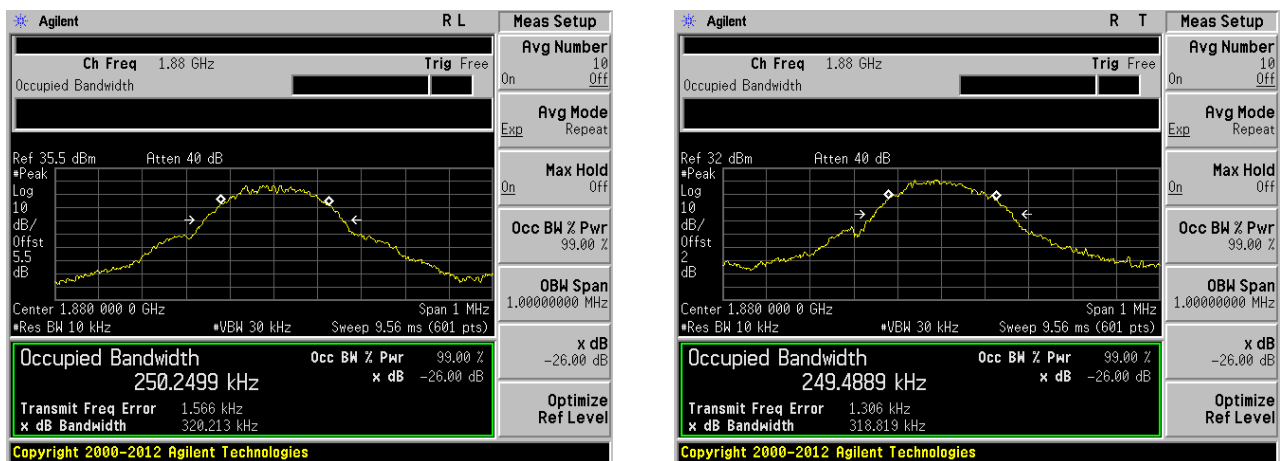 Agilent R L
Meas Setup
Avg Number
10
On Off
Ch Freq 1.88 GHz Trig Free
Occupied Bandwidth
Avg Mode
Exp Repeat
Max Hold
On Off
Ref 35.5 dBm Atten 40 dB
#Peak
Log
10
dB/
Offst
5.5
dB
Occ BW % Pwr
99.00 %
OBW Span
1.00000000 MHz
Center 1.880 000 0 GHz Span 1 MHz
#Res BW 10 kHz #VBW 30 kHz Sweep 9.56 ms (601 pts)
x dB
-26.00 dB
Optimize
Ref Level
Occupied Bandwidth Occ BW % Pwr 99.00 %
250.2499 kHz x dB -26.00 dB
Transmit Freq Error 1.566 kHz
x dB Bandwidth 320.213 kHz
Copyright 2000-2012 Agilent Technologies
Agilent R T
Meas Setup
Avg Number
10
On Off
Ch Freq 1.88 GHz Trig Free
Occupied Bandwidth
Avg Mode
Exp Repeat
Max Hold
On Off
Ref 32 dBm Atten 40 dB
#Peak
Log
10
dB/
Offst
2
dB
Occ BW % Pwr
99.00 %
OBW Span
1.00000000 MHz
Center 1.880 000 0 GHz Span 1 MHz
#Res BW 10 kHz #VBW 30 kHz Sweep 9.56 ms (601 pts)
x dB
-26.00 dB
Optimize
Ref Level
Occupied Bandwidth Occ BW % Pwr 99.00 %
249.4889 kHz x dB -26.00 dB
Transmit Freq Error 1.306 kHz
x dB Bandwidth 318.819 kHz
Copyright 2000-2012 Agilent Technologies